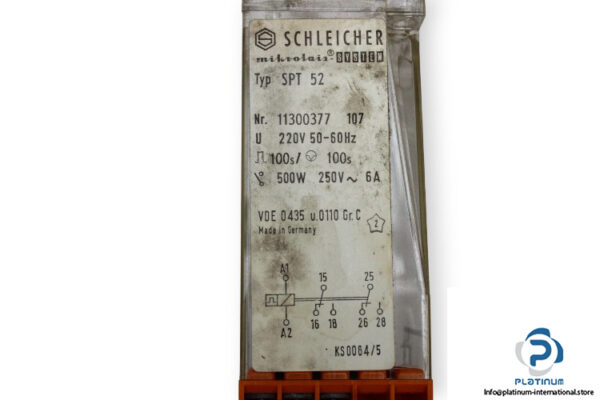 SCHLEICHER
mikrolais® SYSTEM
Typ SPT 52
Nr. 11300377 107
U 220V 50-60Hz
100s/ 100s
500W 250V~ 6A
VDE 0435 u.0110 Gr.C 2
Made in Germany
A1 15 25
A2 16 18 26 28
KS0064/5
PLATINUM
INTERNATIONAL
Info@platinum-international.store